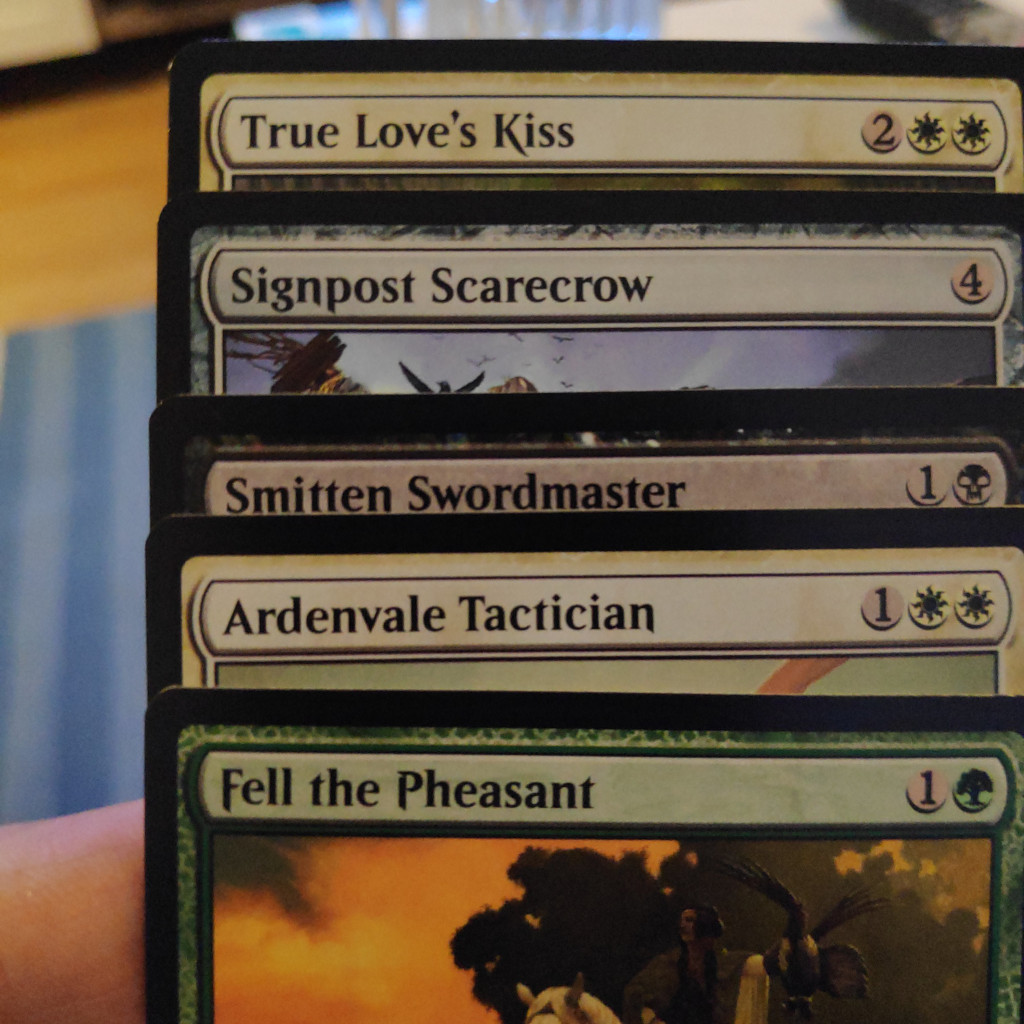 True Love's Kiss 2
Signpost Scarecrow 4
Smitten Swordmaster 1
Ardenvale Tactician 1
Fell the Pheasant 1